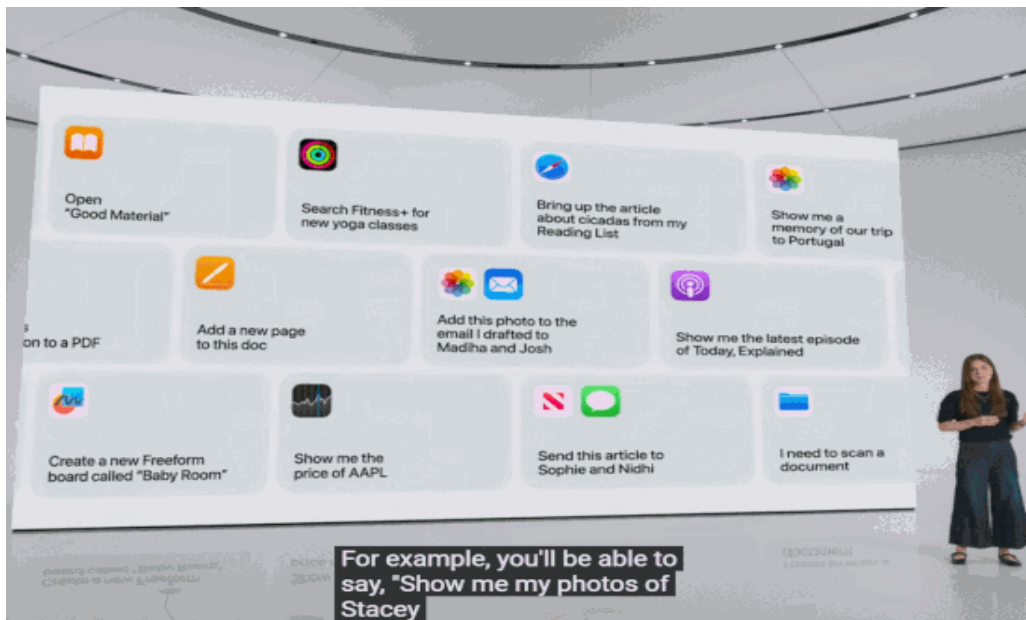 Open
"Good Material"
Search Fitness+ for
new yoga classes
Bring up the article
about cicadas from my
Reading List
Show me a
memory of our trip
to Portugal
on to a PDF
Add a new page
to this doc
Add this photo to the
email I drafted to
Madiha and Josh
Show me the latest episode
of Today, Explained
Create a new Freeform
board called "Baby Room"
Show me the
price of AAPL
Send this article to
Sophie and Nidhi
I need to scan a
document
For example, you'll be able to
say, "Show me my photos of
Stacey